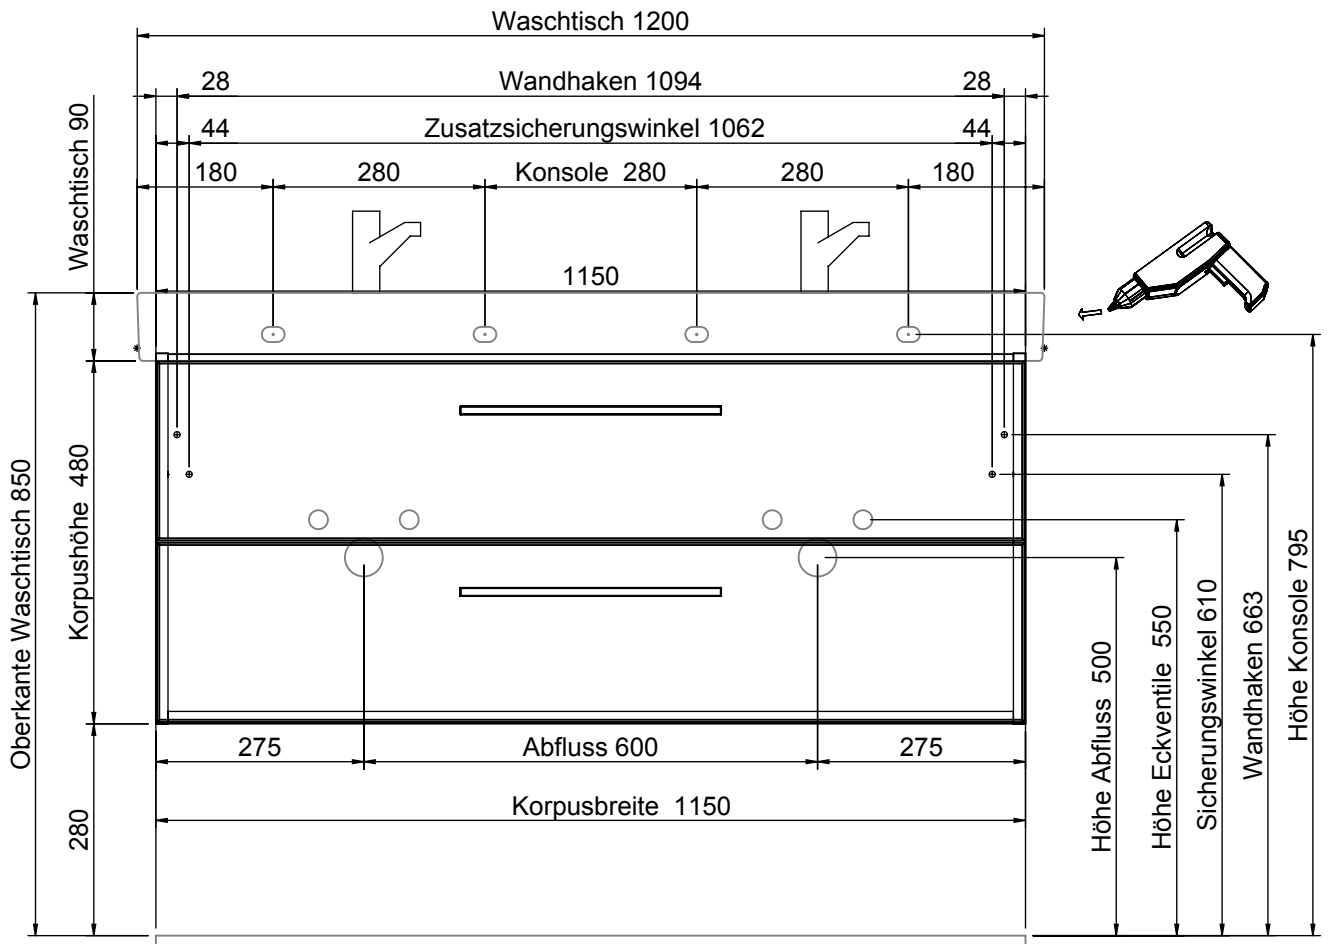 Waschtisch 1200
28 Wandhaken 1094 28
44 Zusatzsicherungswinkel 1062 44
180 280 Konsole 280 280 180
Waschtisch 90
1150
Oberkante Waschtisch 850
Korpushöhe 480
280
275 Abfluss 600 275
Korpusbreite 1150
Höhe Abfluss 500
Höhe Eckventile 550
Sicherungswinkel 610
Wandhaken 663
Höhe Konsole 795